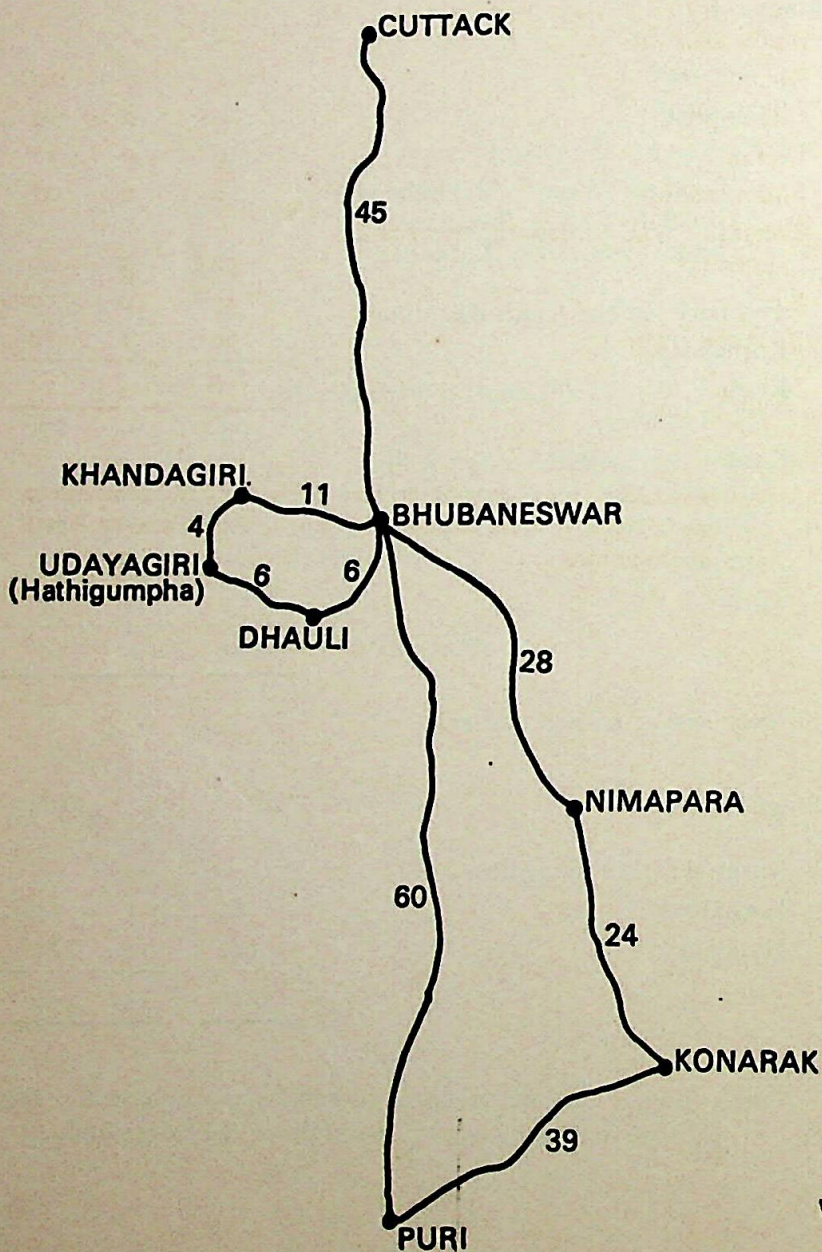 CUTTACK
45
KHANDAGIRI.
11
BHUBANESWAR
4
UDAYAGIRI
(Hathigumpha)
6
6
DHAULI
28
NIMAPARA
60
24
KONARAK
39
PURI